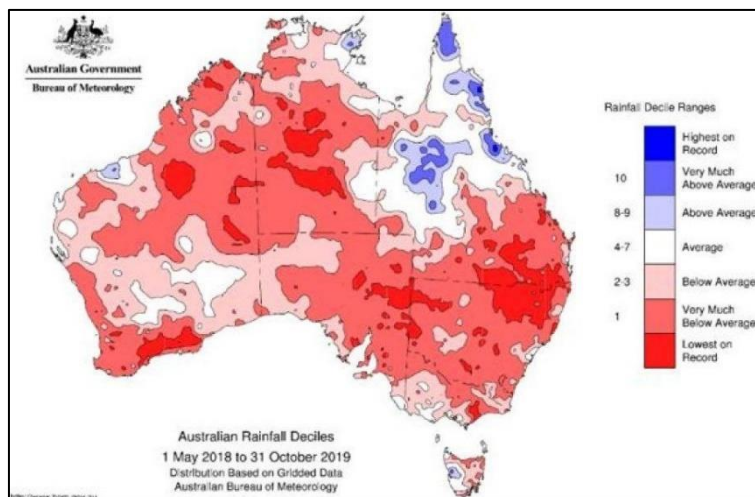 Australian Government
Bureau of Meteorology
Rainfall Decile Ranges
Highest on
Record
10
Very Much
Above Average
8-9
Above Average
4-7
Average
2-3
Below Average
1
Very Much
Below Average
Lowest on
Record
Australian Rainfall Deciles
1 May 2018 to 31 October 2019
Distribution Based on Gridded Data
Australian Bureau of Meteorology